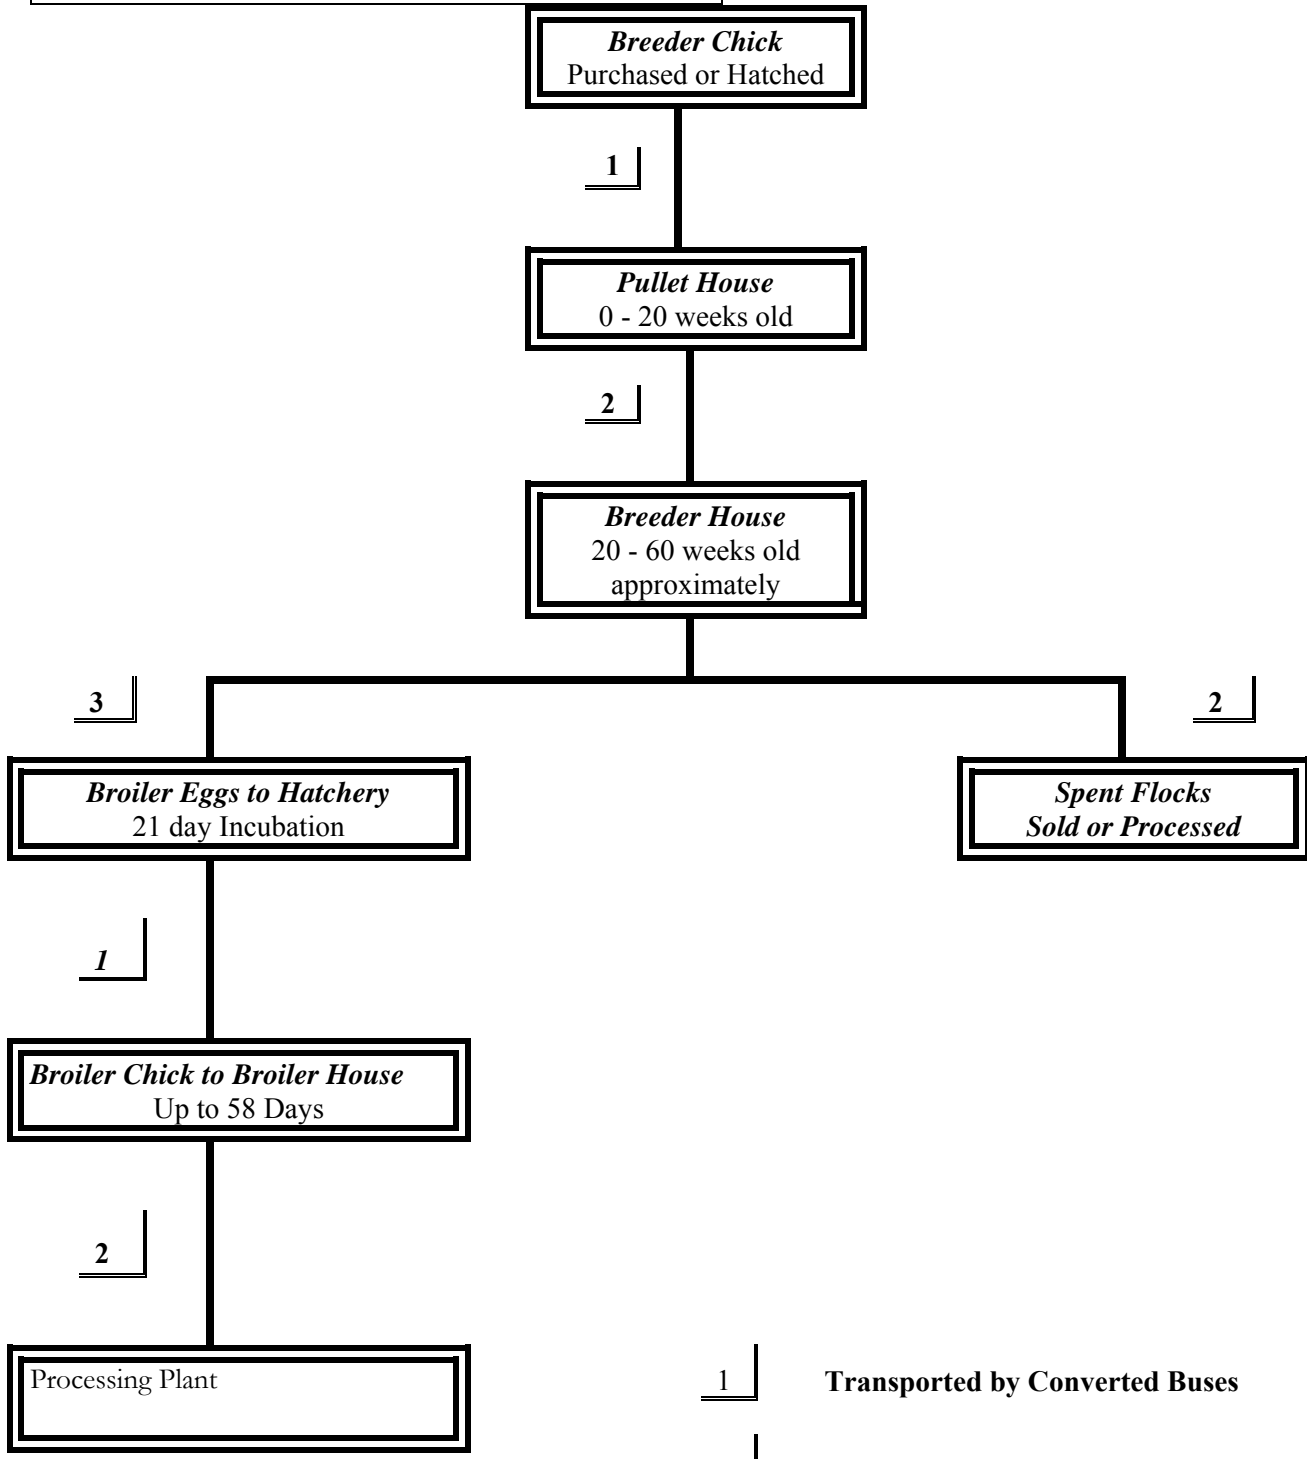 Breeder Chick
Purchased or Hatched
1
Pullet House
0 - 20 weeks old
2
Breeder House
20 - 60 weeks old
approximately
3
2
Broiler Eggs to Hatchery
21 day Incubation
Spent Flocks
Sold or Processed
1
Broiler Chick to Broiler House
Up to 58 Days
2
Processing Plant
1 Transported by Converted Buses